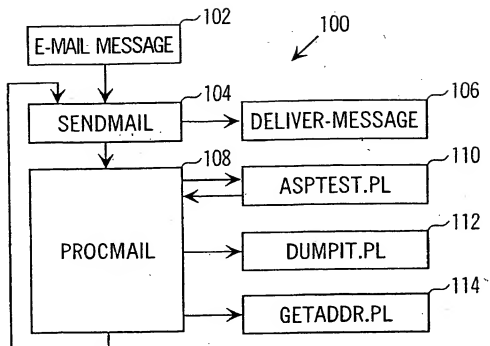 102
E-MAIL MESSAGE
100
104
SENDMAIL
106
DELIVER-MESSAGE
108
PROCMAIL
110
ASPTEST.PL
112
DUMPIT.PL
114
GETADDR.PL